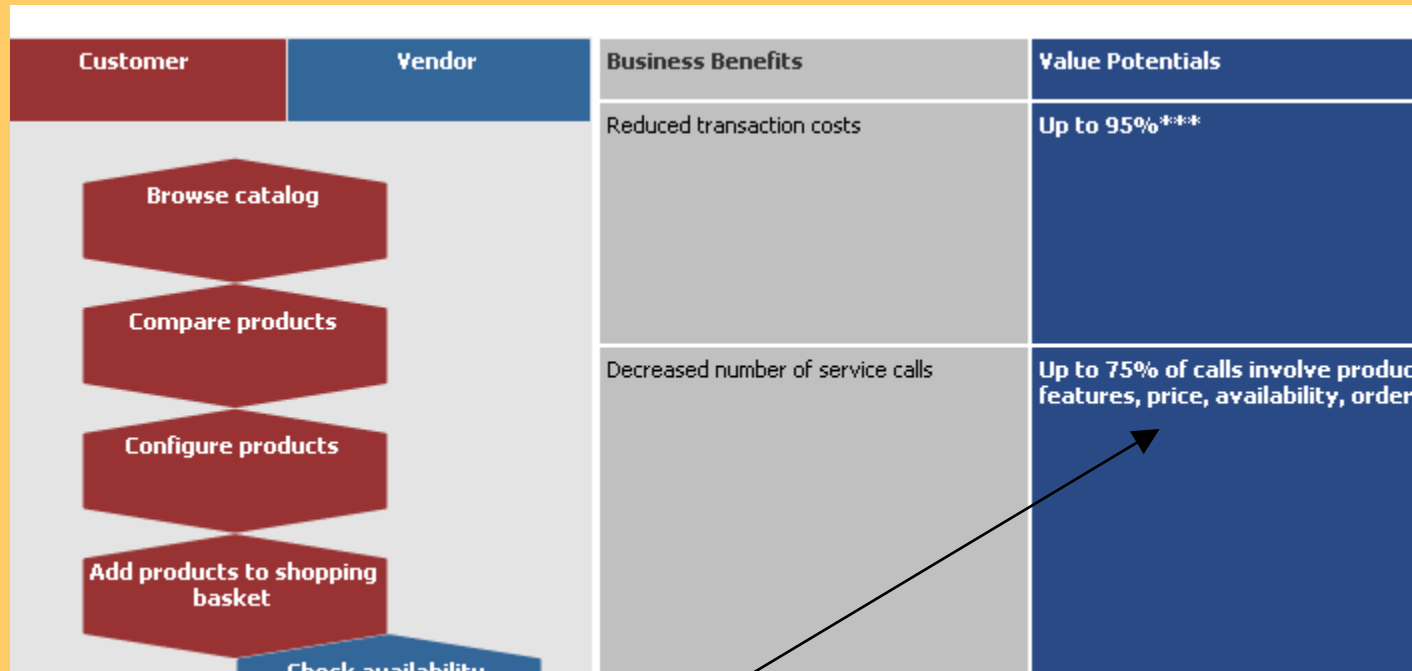 Customer
Vendor
Business Benefits
Value Potentials
Reduced transaction costs
Up to 95%***
Browse catalog
Compare products
Decreased number of service calls
Up to 75% of calls involve
features, price, availability, order
Configure products
Add products to shopping
basket
Check availability